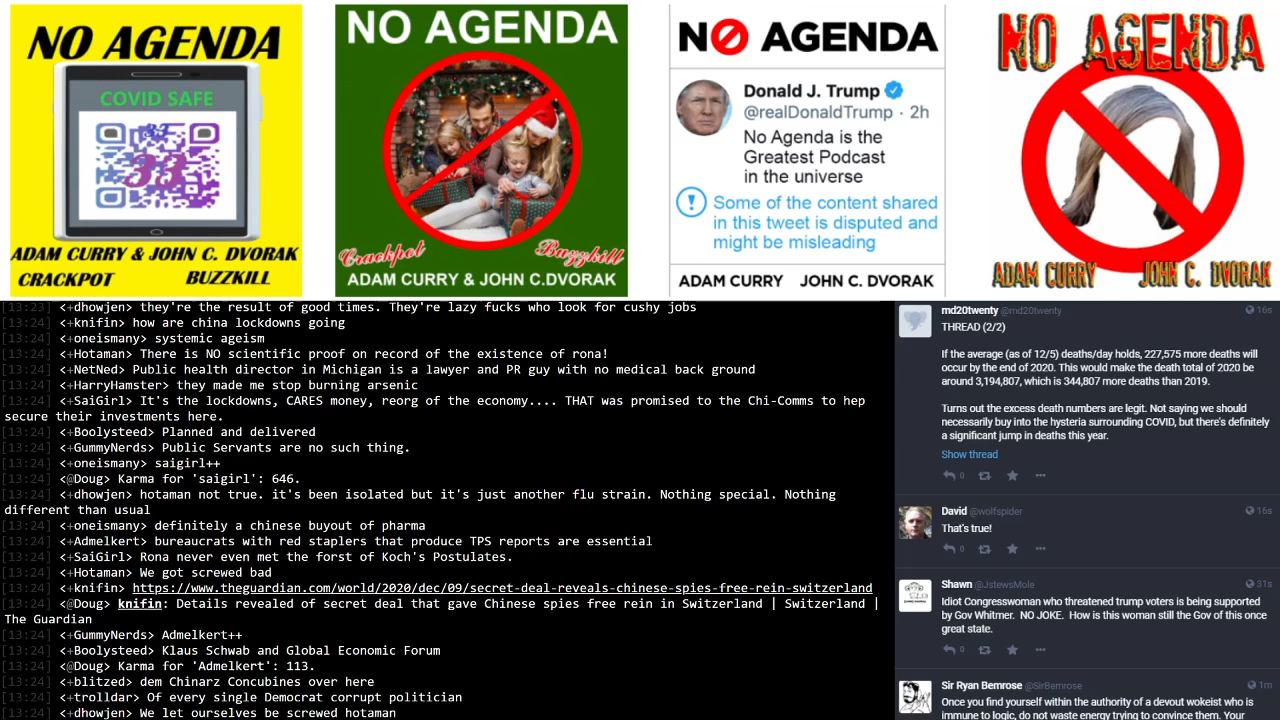 NO AGENDA
COVID SAFE
33
ADAM CURRY & JOHN C. DVORAK
CRACKPOT BUZZKILL
NO AGENDA
Crackpot Buzzkill
ADAM CURRY & JOHN C.DVORAK
NO AGENDA
Donald J. Trump
@realDonaldTrump · 2h
No Agenda is the
Greatest Podcast
in the universe
Some of the content shared
in this tweet is disputed and
might be misleading
ADAM CURRY JOHN C. DVORAK
NO AGENDA
ADAM CURRY JOHN C. DVORAK
[13:23] <+dhowjen> they're the result of good times. They're lazy fucks who look for cushy jobs
[13:24] <+knifin> how are china lockdowns going
[13:24] <+oneismany> systemic ageism
[13:24] <+Hotaman> There is NO scientific proof on record of the existence of rona!
[13:24] <+NetNed> Public health director in Michigan is a lawyer and PR guy with no medical back ground
[13:24] <+HarryHamster> they made me stop burning arsenic
[13:24] <+SaiGirl> It's the lockdowns, CARES money, reorg of the economy.... THAT was promised to the Chi-Comms to hep
secure their investments here.
[13:24] <+Boolysteed> Planned and delivered
[13:24] <+GummyNerds> Public Servants are no such thing.
[13:24] <+oneismany> saigirl++
[13:24] <@Doug> Karma for 'saigirl': 646.
[13:24] <+dhowjen> hotaman not true. it's been isolated but it's just another flu strain. Nothing special. Nothing
different than usual
[13:24] <+oneismany> definitely a chinese buyout of pharma
[13:24] <+Admelkert> bureaucrats with red staplers that produce TPS reports are essential
[13:24] <+SaiGirl> Rona never even met the forst of Koch's Postulates.
[13:24] <+Hotaman> We got screwed bad
[13:24] <+knifin> https://www.theguardian.com/world/2020/dec/09/secret-deal-reveals-chinese-spies-free-rein-switzerland
[13:24] <@Doug> knifin: Details revealed of secret deal that gave Chinese spies free rein in Switzerland | Switzerland |
The Guardian
[13:24] <+GummyNerds> Admelkert++
[13:24] <+Boolysteed> Klaus Schwab and Global Economic Forum
[13:24] <@Doug> Karma for 'Admelkert': 113.
[13:24] <+blitzed> dem Chinarz Concubines over here
[13:24] <+trolldar> Of every single Democrat corrupt politician
[13:24] <+dhowjen> We let ourselves be screwed hotaman
md20twenty @md20twenty 16s
THREAD (2/2)
If the average (as of 12/5) deaths/day holds, 227,575 more deaths will
occur by the end of 2020. This would make the death total of 2020 be
around 3,194,807, which is 344,807 more deaths than 2019.
Turns out the excess death numbers are legit. Not saying we should
necessarily buy into the hysteria surrounding COVID, but there's definitely
a significant jump in deaths this year.
Show thread
0
David @wolfspider 16s
That's true!
0
Shawn @JstewsMole 31s
Idiot Congresswoman who threatened trump voters is being supported
by Gov Whitmer. NO JOKE. How is this woman still the Gov of this once
great state.
0
Sir Ryan Bemrose @SirBemrose 1m
Once you find yourself within the authority of a devout wokeist who is
immune to logic, do not waste energy trying to convince them. Your